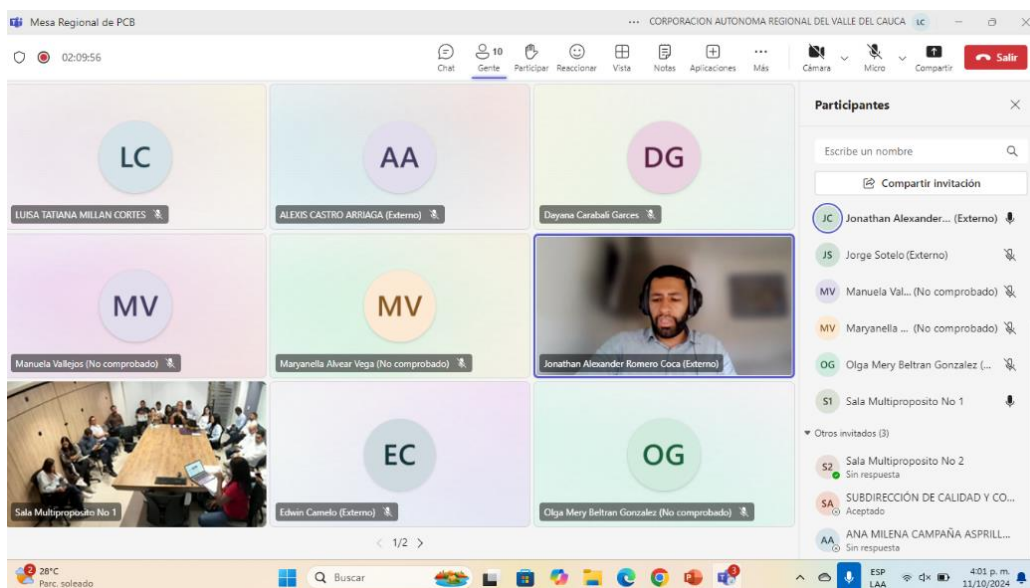 Mesa Regional de PCB
... CORPORACION AUTONOMA REGIONAL DEL VALLE DEL CAUCA LC
02:09:56
10
Chat Gente Participar Reaccionar Vista Notas Aplicaciones Más Cámara Micro Compartir Salir
LC
LUISA TATIANA MILLAN CORTES
AA
ALEXIS CASTRO ARRIAGA (Externo)
DG
Dayana Carabali Garces
MV
Manuela Vallejos (No comprobado)
MV
Maryanella Alvear Vega (No comprobado)
Jonathan Alexander Romero Coca (Externo)
Sala Multiproposito No 1
EC
Edwin Camelo (Externo)
OG
Olga Mery Beltran Gonzalez (No comprobado)
1/2
Participantes
Escribe un nombre
Compartir invitación
JC Jonathan Alexander... (Externo)
JS Jorge Sotelo (Externo)
MV Manuela Val... (No comprobado)
MV Maryanella ... (No comprobado)
OG Olga Mery Beltran Gonzalez (...
S1 Sala Multiproposito No 1
Otros invitados (3)
S2 Sala Multiproposito No 2
Sin respuesta
SA SUBDIRECCIÓN DE CALIDAD Y CO...
Aceptado
AA ANA MILENA CAMPAÑA ASPRILL...
Sin respuesta
2 28°C
Parc. soleado
Buscar
ESP
LAA
4:01 p. m.
11/10/2024